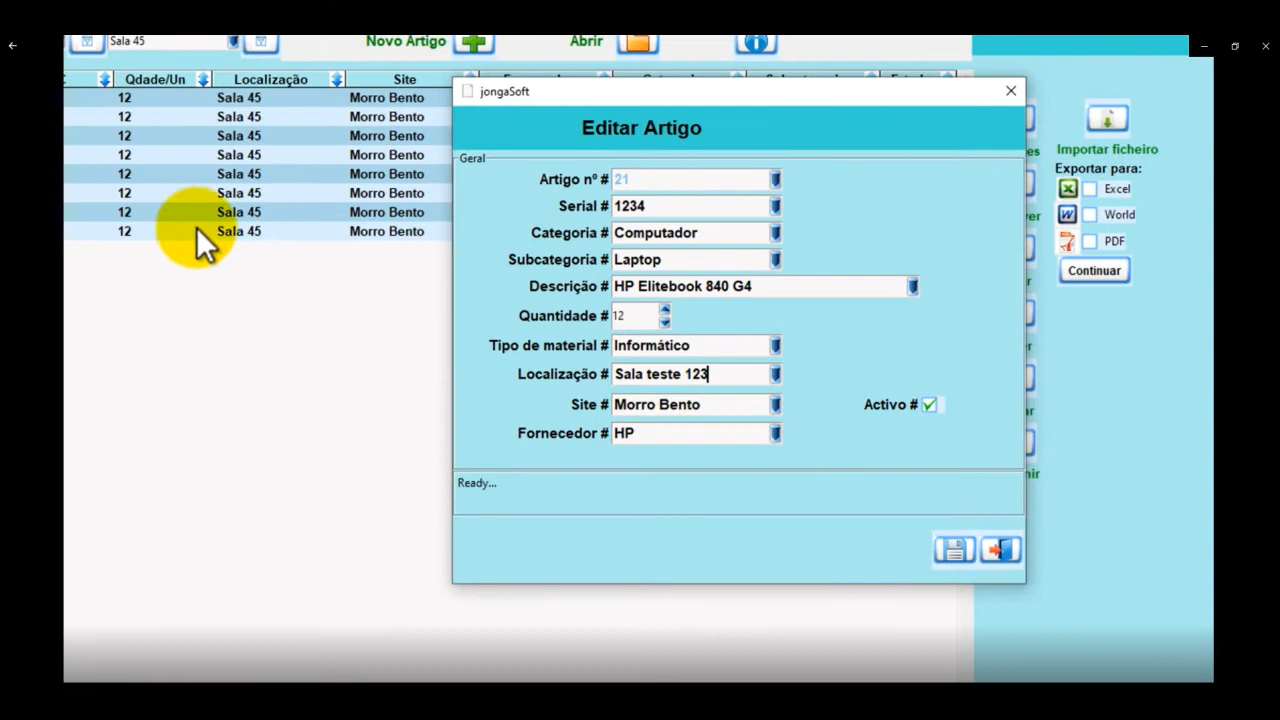 Sala 45 Novo Artigo Abrir
Qdade/Un Localização Site
12 Sala 45 Morro Bento
12 Sala 45 Morro Bento
12 Sala 45 Morro Bento
12 Sala 45 Morro Bento
12 Sala 45 Morro Bento
12 Sala 45 Morro Bento
12 Sala 45 Morro Bento
12 Sala 45 Morro Bento
jongaSoft
Editar Artigo
Geral
Artigo nº # 21
Serial # 1234
Categoria # Computador
Subcategoria # Laptop
Descrição # HP Elitebook 840 G4
Quantidade # 12
Tipo de material # Informático
Localização # Sala teste 123
Site # Morro Bento Activo #
Fornecedor # HP
Ready...
Importar ficheiro
Exportar para:
Excel
World
PDF
Continuar